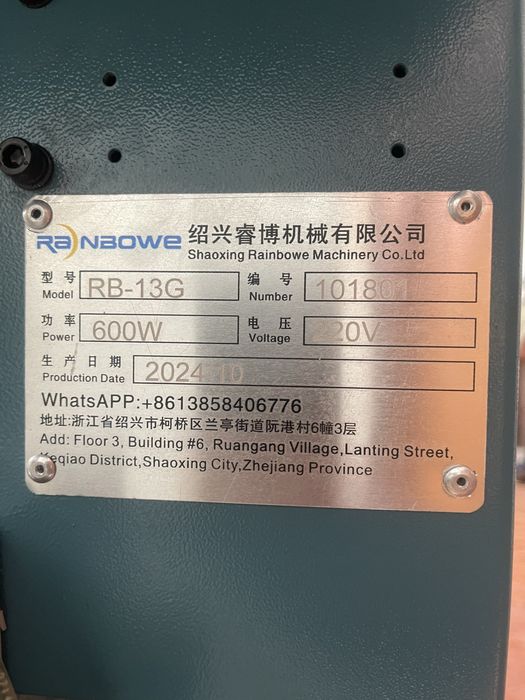 RAINBOWE 绍兴睿博机械有限公司
Shaoxing Rainbowe Machinery Co.Ltd
型号 Model RB-13G 编号 Number
功率 Power 600W 电压 Voltage 220V
生产日期 Production Date 2024 10
WhatsAPP:+8613858406776
地址:浙江省绍兴市柯桥区兰亭街道阮港村6幢3层
Add: Floor 3, Building #6, Ruangang Village,Lanting Street,
Keqiao District,Shaoxing City,Zhejiang Province